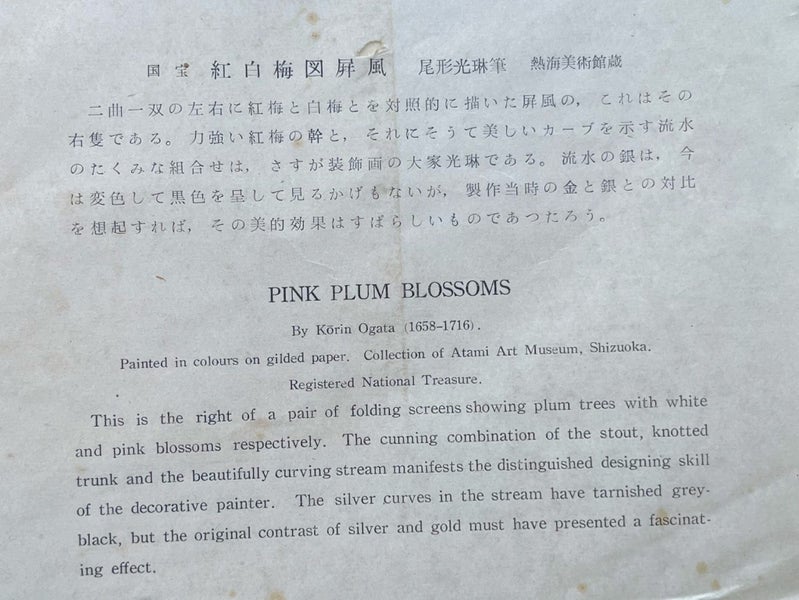 国宝 紅白梅図屛風 尾形光琳筆 熱海美術館蔵
二曲一双の左右に紅梅と白梅とを対照的に描いた屛風の，これはその
右隻である。力強い紅梅の幹と，それにそうて美しいカーブを示す流水
のたくみな組合せは，さすが装飾画の大家光琳である。流水の銀は，今
は変色して黒色を呈して見るかげもないが，製作当時の金と銀との対比
を想起すれば，その美的効果はすばらしいものであつたろう。
PINK PLUM BLOSSOMS
By Kōrin Ogata (1658–1716).
Painted in colours on gilded paper. Collection of Atami Art Museum, Shizuoka.
Registered National Treasure.
This is the right of a pair of folding screens showing plum trees with white
and pink blossoms respectively. The cunning combination of the stout, knotted
trunk and the beautifully curving stream manifests the distinguished designing skill
of the decorative painter. The silver curves in the stream have tarnished grey-
black, but the original contrast of silver and gold must have presented a fascinat-
ing effect.